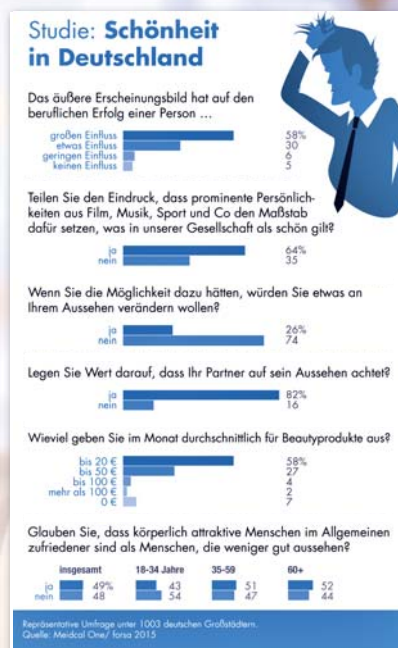 Studie: Schönheit
in Deutschland
Das äußere Erscheinungsbild hat auf den
beruflichen Erfolg einer Person ...
großen Einfluss 58%
etwas Einfluss 30
geringen Einfluss 6
keinen Einfluss 5
Teilen Sie den Eindruck, dass prominente Persönlich-
keiten aus Film, Musik, Sport und Co den Maßstab
dafür setzen, was in unserer Gesellschaft als schön gilt?
ja 64%
nein 35
Wenn Sie die Möglichkeit dazu hätten, würden Sie etwas an
Ihrem Aussehen verändern wollen?
ja 26%
nein 74
Legen Sie Wert darauf, dass Ihr Partner auf sein Aussehen achtet?
ja 82%
nein 16
Wieviel geben Sie im Monat durchschnittlich für Beautyprodukte aus?
bis 20 € 58%
bis 50 € 27
bis 100 € 4
mehr als 100 € 2
0 € 7
Glauben Sie, dass körperlich attraktive Menschen im Allgemeinen
zufriedener sind als Menschen, die weniger gut aussehen?
insgesamt 18-34 Jahre 35-59 60+
ja 49% 43 51 52
nein 48 54 47 44
Repräsentative Umfrage unter 1003 deutschen Großstädtern.
Quelle: Meidcal One/ forsa 2015